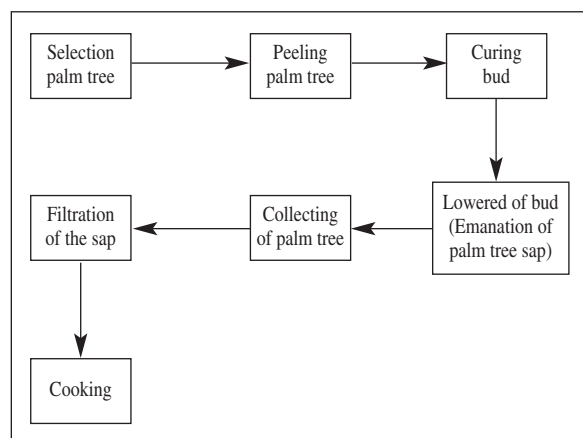 Selection
palm tree
Peeling
palm tree
Curing
bud
Lowered of bud
(Emanation of
palm tree sap)
Collecting
of palm tree
Filtration
of the sap
Cooking